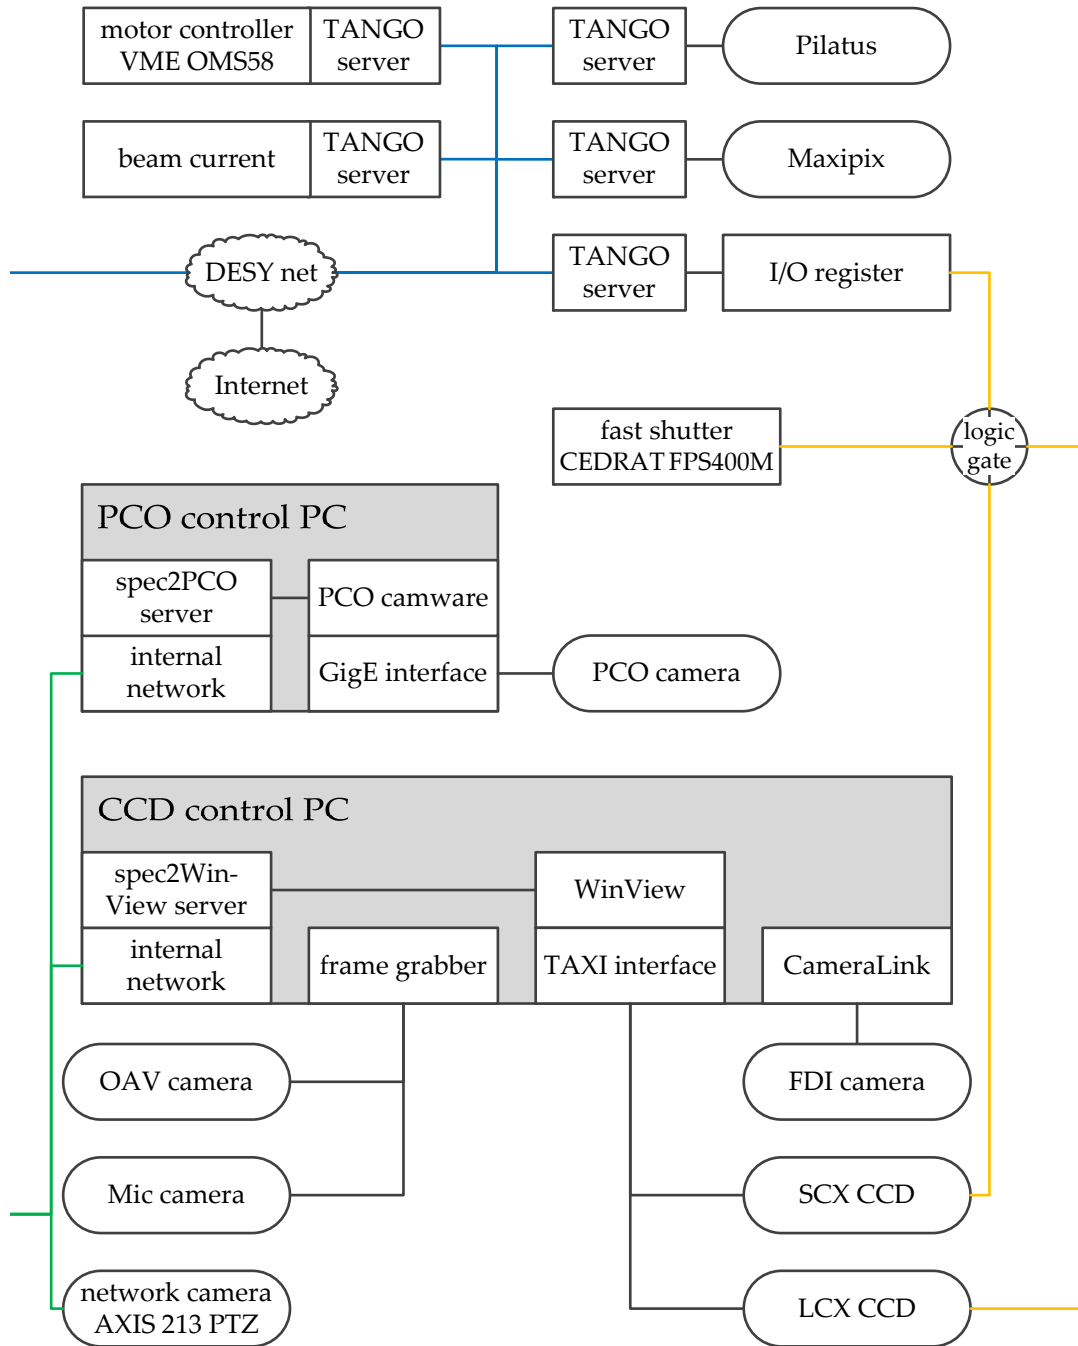 motor controller
VME OMS58
TANGO
server
TANGO
server
Pilatus
beam current
TANGO
server
TANGO
server
Maxipix
DESY net
TANGO
server
I/O register
Internet
fast shutter
CEDRAT FPS400M
logic
gate
PCO control PC
spec2PCO
server
PCO camware
internal
network
GigE interface
PCO camera
CCD control PC
spec2Win-
View server
WinView
internal
network
frame grabber
TAXI interface
CameraLink
OAV camera
FDI camera
Mic camera
SCX CCD
network camera
AXIS 213 PTZ
LCX CCD